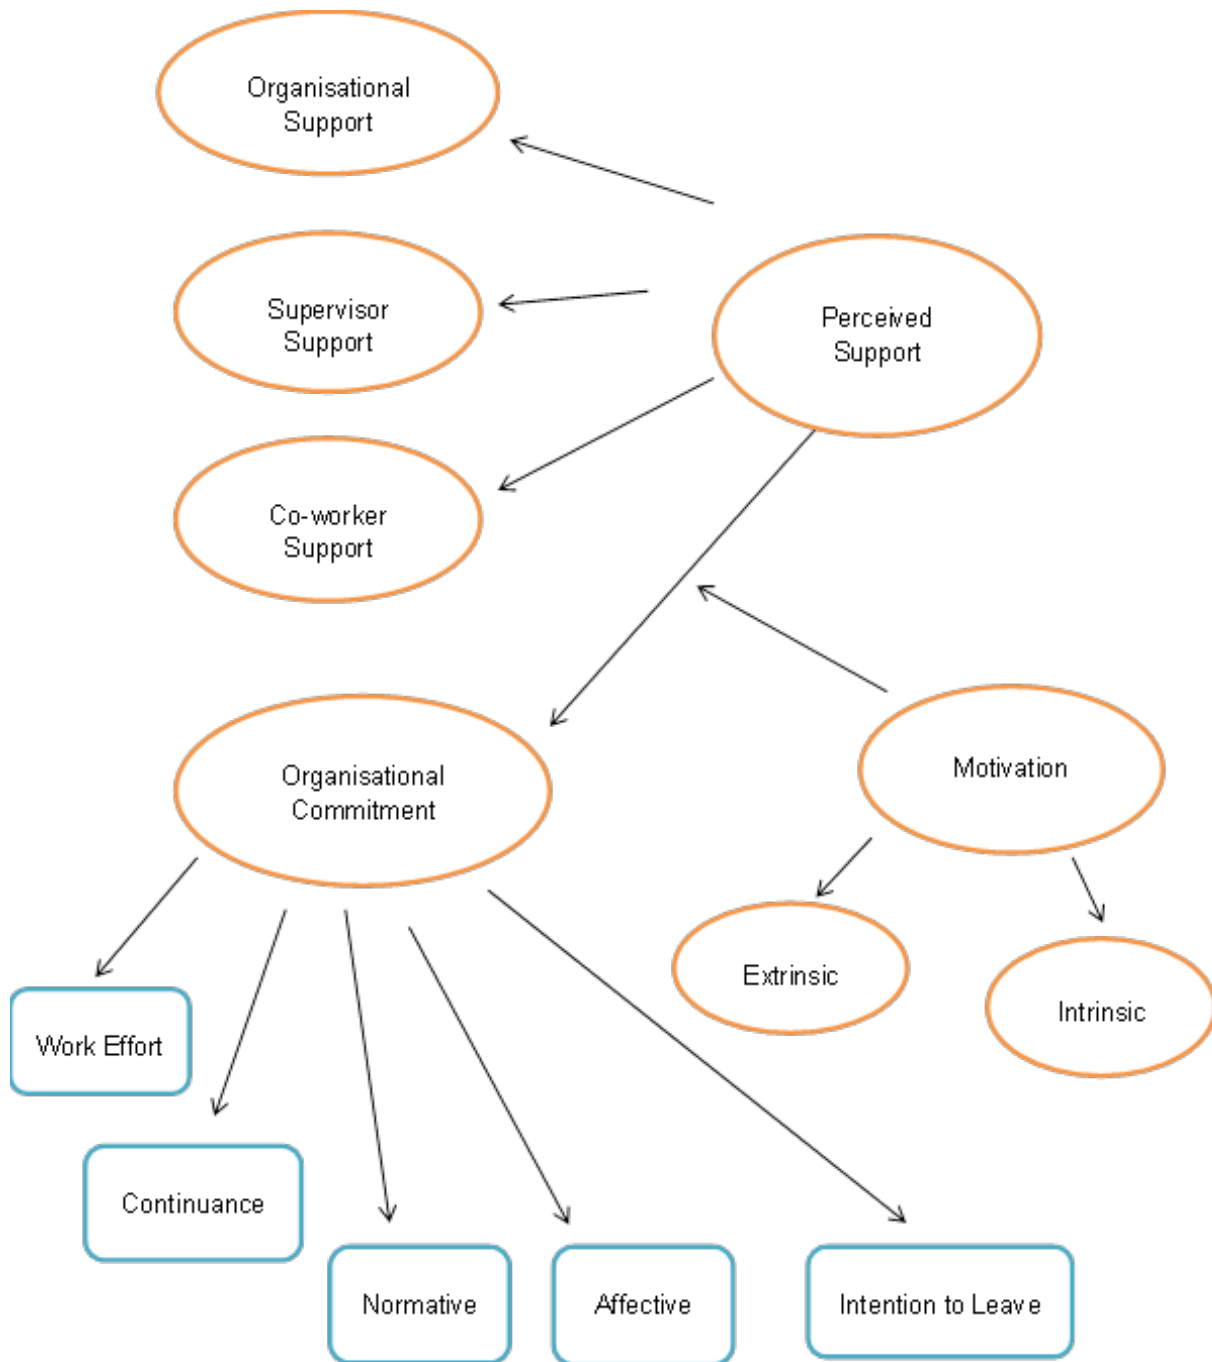 Organisational
Support
Supervisor
Support
Perceived
Support
Co-worker
Support
Organisational
Commitment
Motivation
Extrinsic
Intrinsic
Work Effort
Continuance
Normative
Affective
Intention to Leave